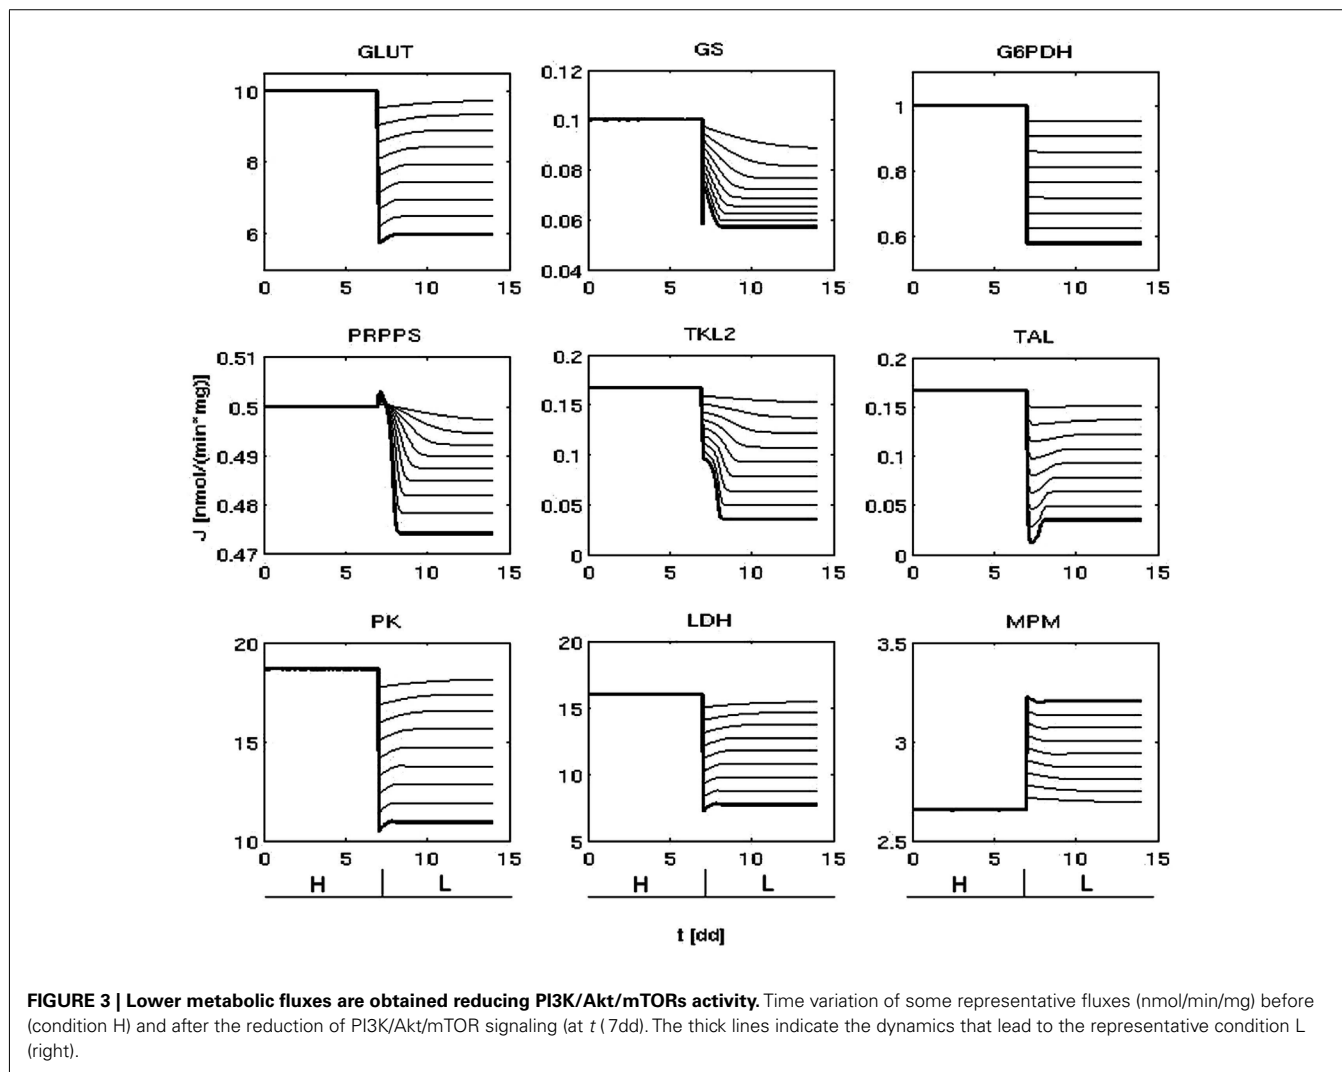 GLUT GS G6PDH
10
8
6
0 5 10 15
0.12
0.1
0.08
0.06
0.04
0 5 10 15
1
0.8
0.6
0 5 10 15
PRPPS TKL2 TAL
J [nmol/(min*mg)]
0.51
0.5
0.49
0.48
0.47
0 5 10 15
0.2
0.15
0.1
0.05
0
0 5 10 15
0.2
0.15
0.1
0.05
0
0 5 10 15
PK LDH MPM
20
15
10
0 5 10 15
20
15
10
5
0 5 10 15
3.5
3
2.5
0 5 10 15
H L H L H L
t [dd]
FIGURE 3 | Lower metabolic fluxes are obtained reducing PI3K/Akt/mTORs activity. Time variation of some representative fluxes (nmol/min/mg) before
(condition H) and after the reduction of PI3K/Akt/mTOR signaling (at t ( 7dd). The thick lines indicate the dynamics that lead to the representative condition L
(right).